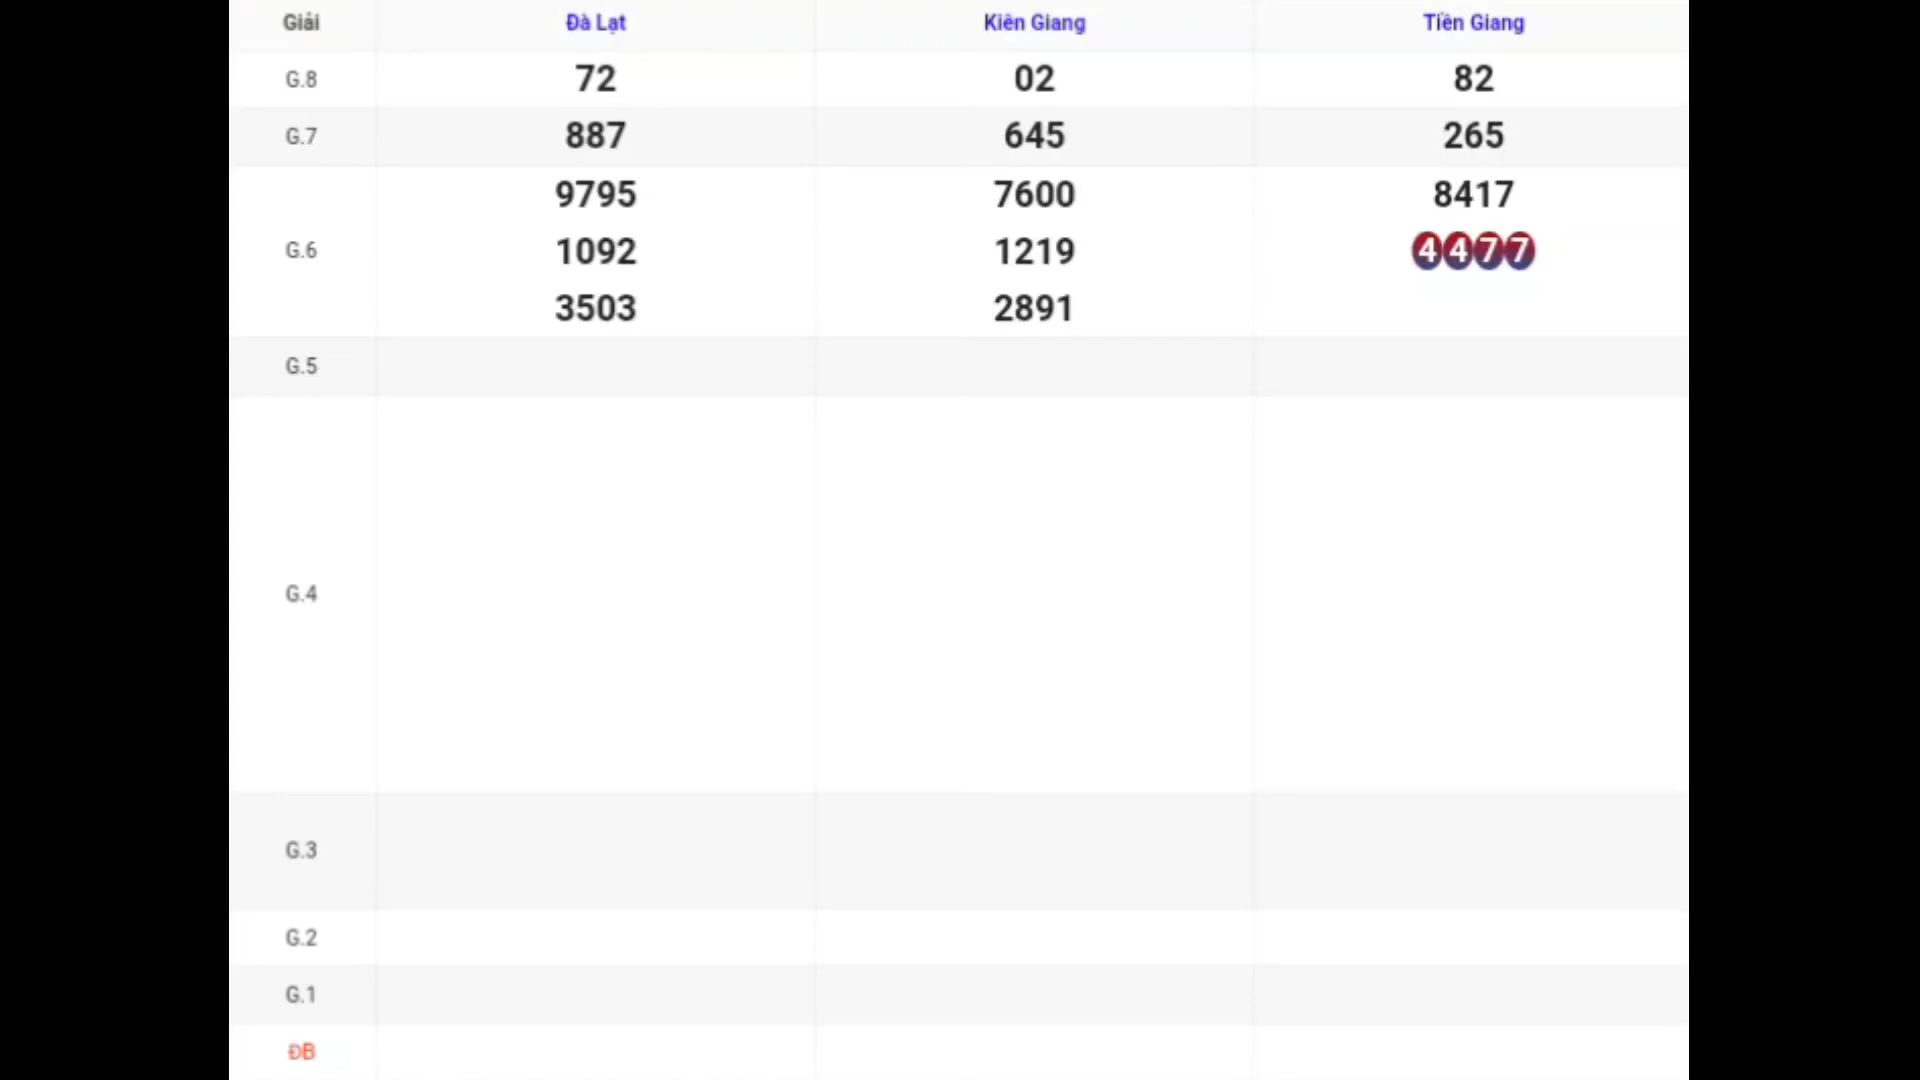 Giải Đà Lạt Kiên Giang Tiền Giang
G.8 72 02 82
G.7 887 645 265
9795 7600 8417
G.6 1092 1219 4477
3503 2891
G.5
G.4
G.3
G.2
G.1
ĐB